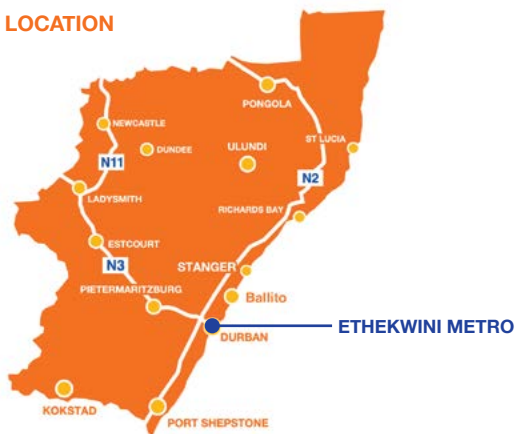 LOCATION
PONGOLA
NEWCASTLE
DUNDEE
ULUNDI
ST LUCIA
N11
N2
LADYSMITH
RICHARDS BAY
ESTCOURT
N3
STANGER
PIETERMARITZBURG
Ballito
ETHEKWINI METRO
DURBAN
KOKSTAD
PORT SHEPSTONE